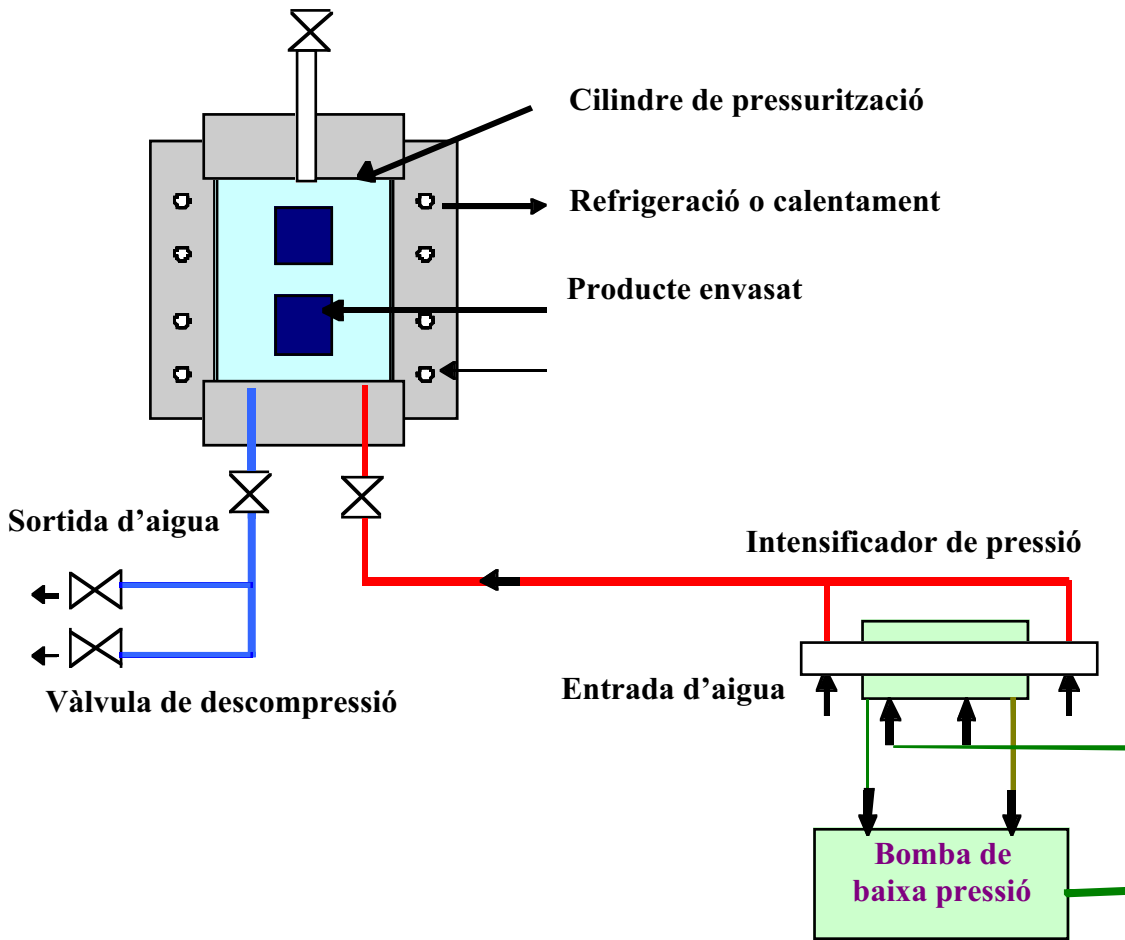 Cilindre de pressurització
Refrigeració o calentament
Producte envasat
Sortida d’aigua
Intensificador de pressió
Entrada d’aigua
Vàlvula de descompressió
Bomba de
baixa pressió